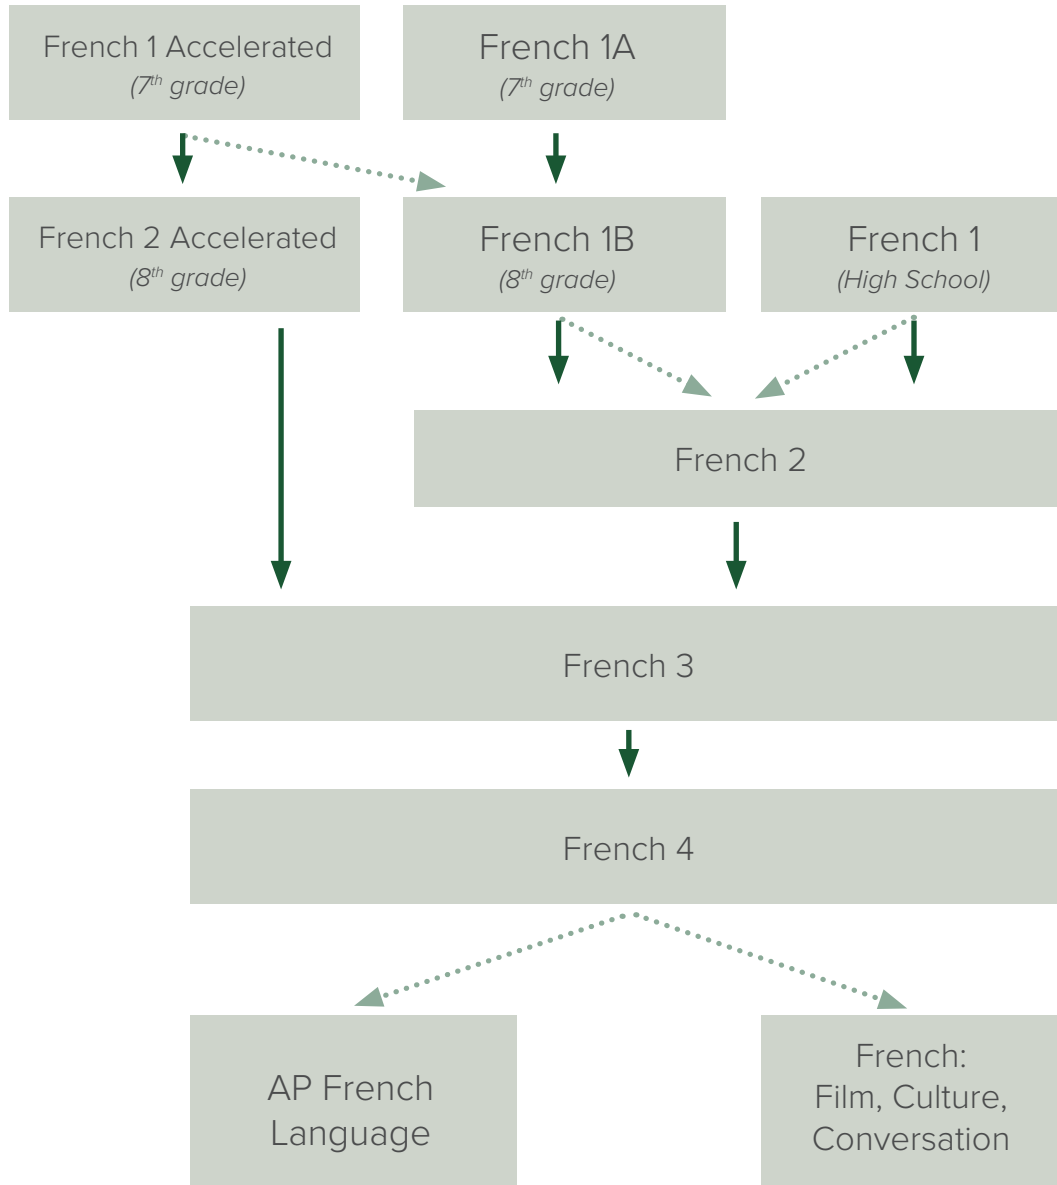 French 1 Accelerated
(7th grade)
French 1A
(7th grade)
French 2 Accelerated
(8th grade)
French 1B
(8th grade)
French 1
(High School)
French 2
French 3
French 4
AP French
Language
French:
Film, Culture,
Conversation